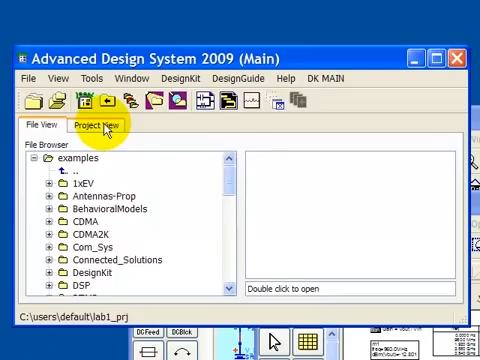 Advanced Design System 2009 (Main)
File View Tools Window DesignKit DesignGuide Help DK MAIN
File View Project View
File Browser
examples
..
1xEV
Antennas-Prop
BehavioralModels
CDMA
CDMA2K
Com_Sys
Connected_Solutions
DesignKit
DSP
Double click to open
C:\users\default\lab1_prj
DCFeed DCBlck
m1